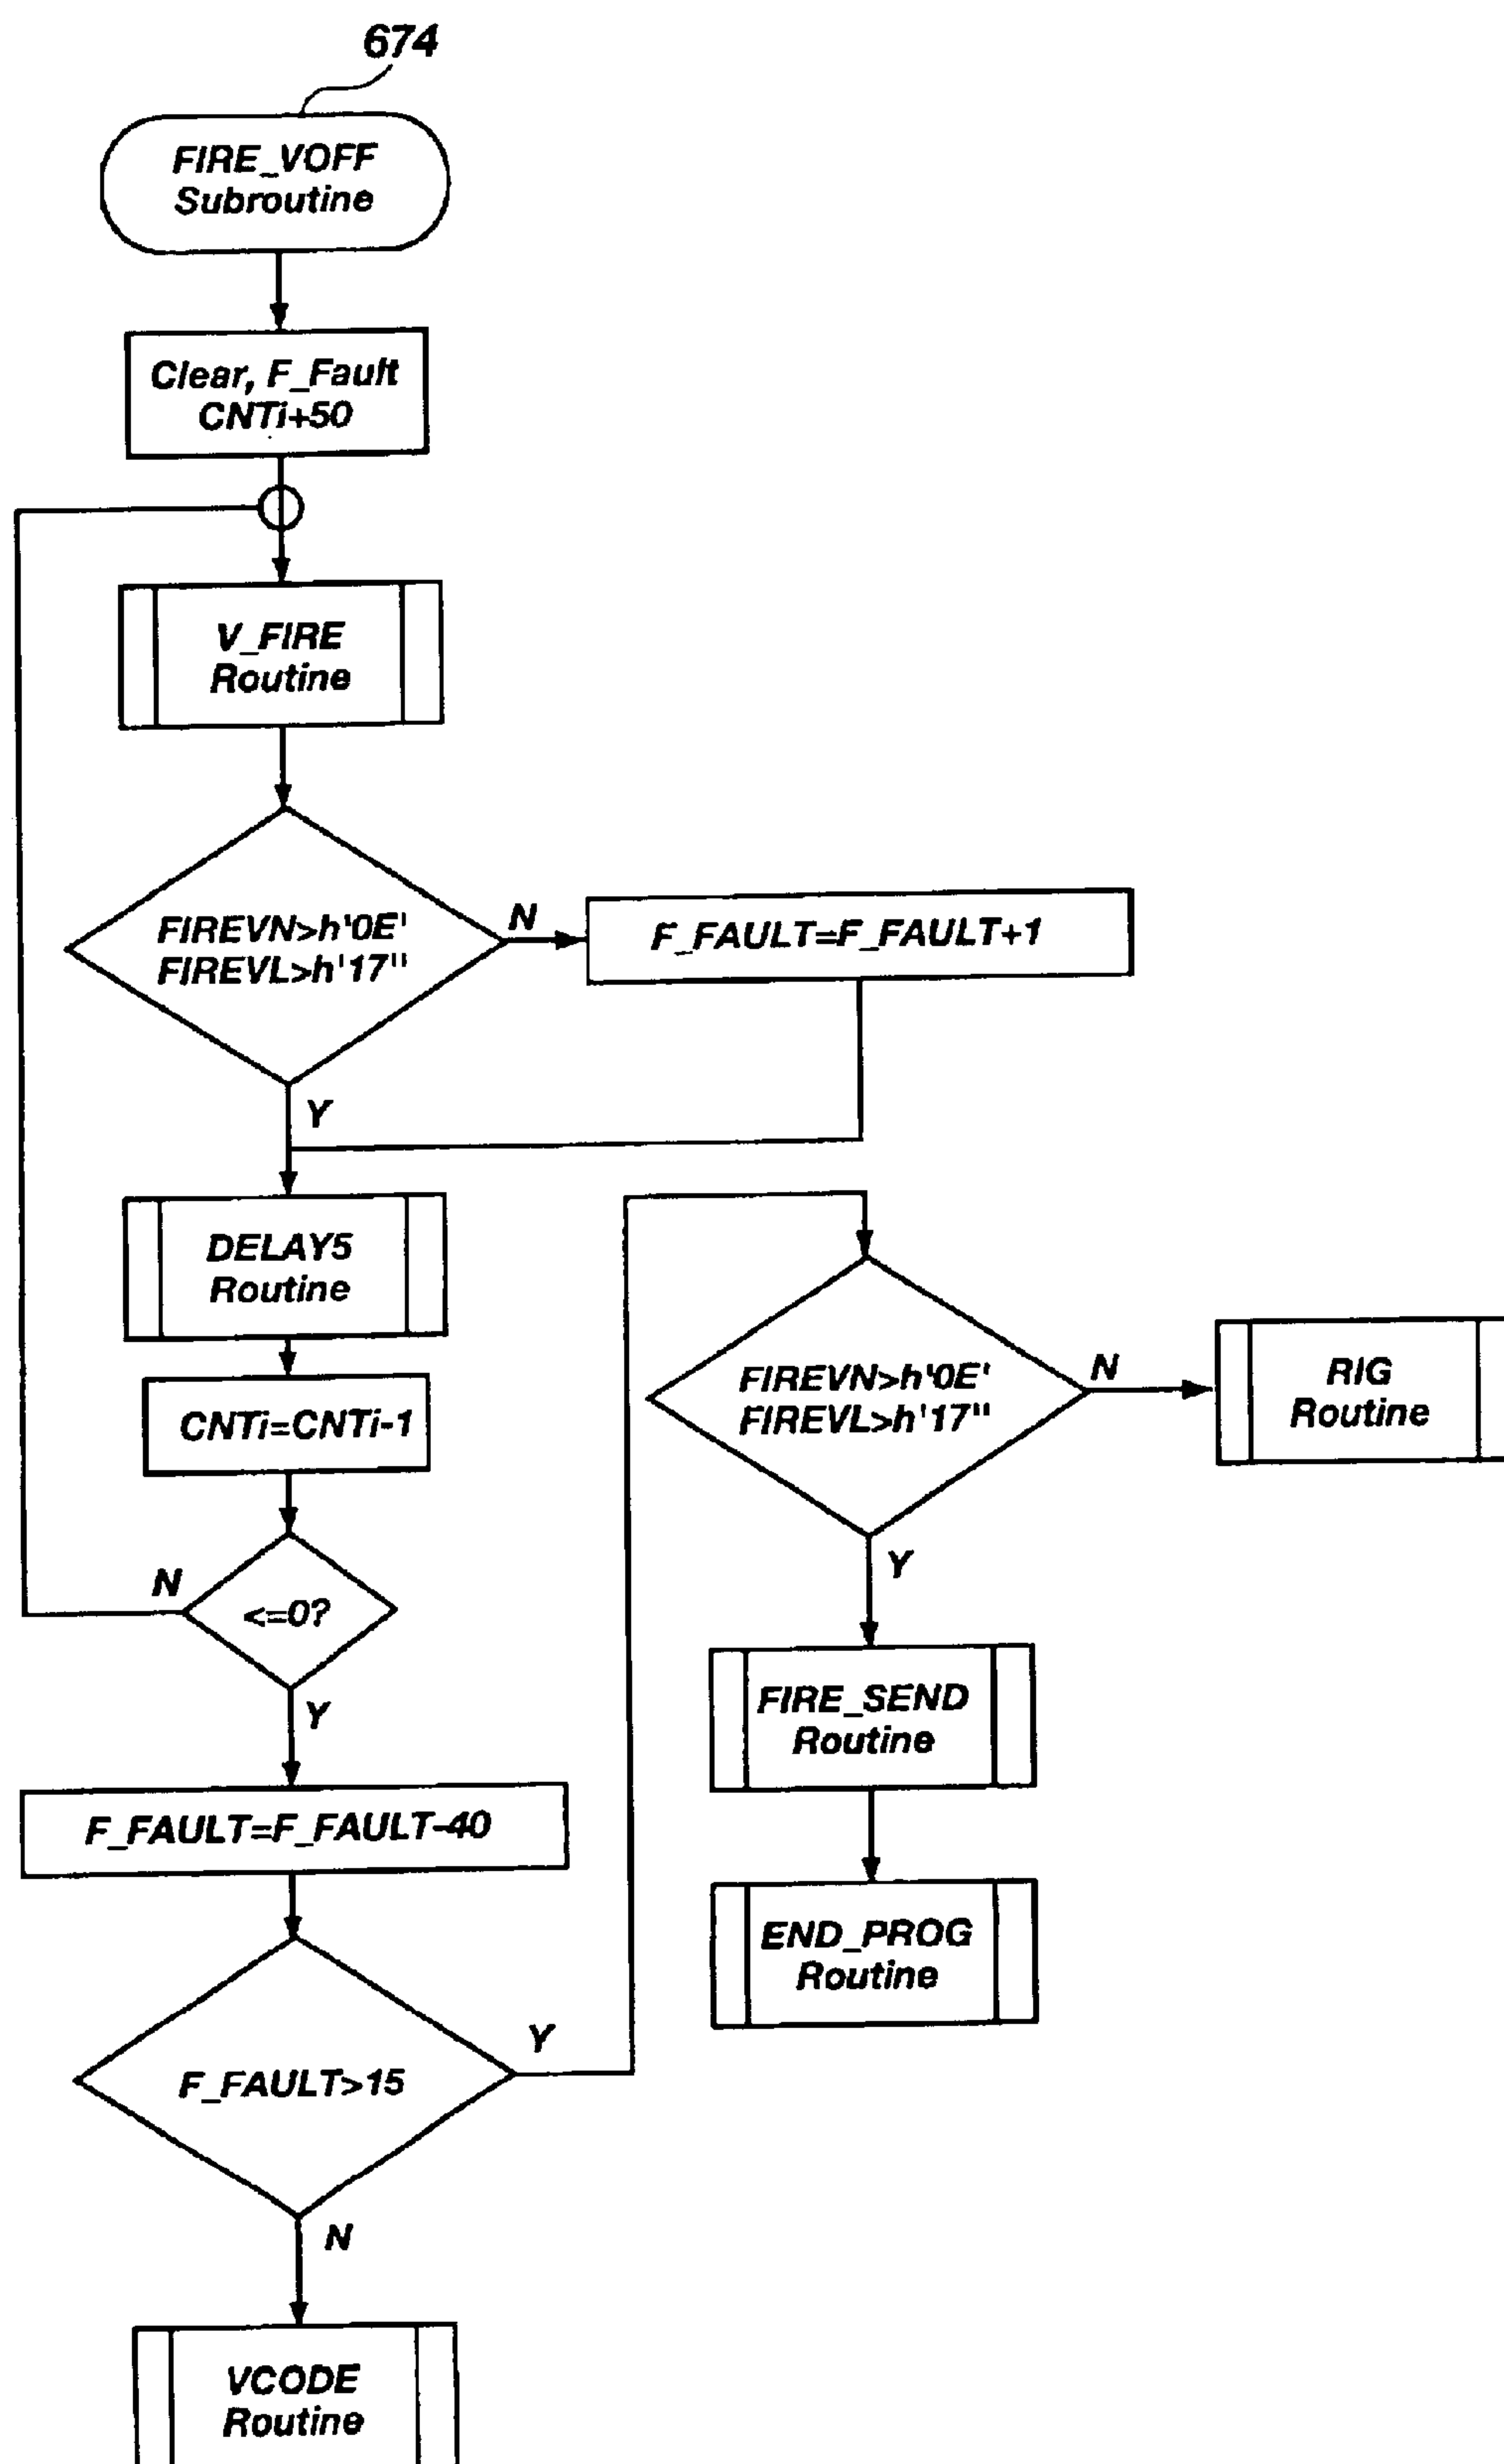 674
FIRE_VOFF
Subroutine
Clear, F_Fault
CNTi+50
V_FIRE
Routine
FIREVN>h'0E'
FIREVL>h'17"
N
F_FAULT=F_FAULT+1
Y
DELAY5
Routine
CNTi=CNTi-1
<=0?
N
Y
F_FAULT=F_FAULT-40
F_FAULT>15
Y
N
VCODE
Routine
FIREVN>h'0E'
FIREVL>h'17"
N
RIG
Routine
Y
FIRE_SEND
Routine
END_PROG
Routine